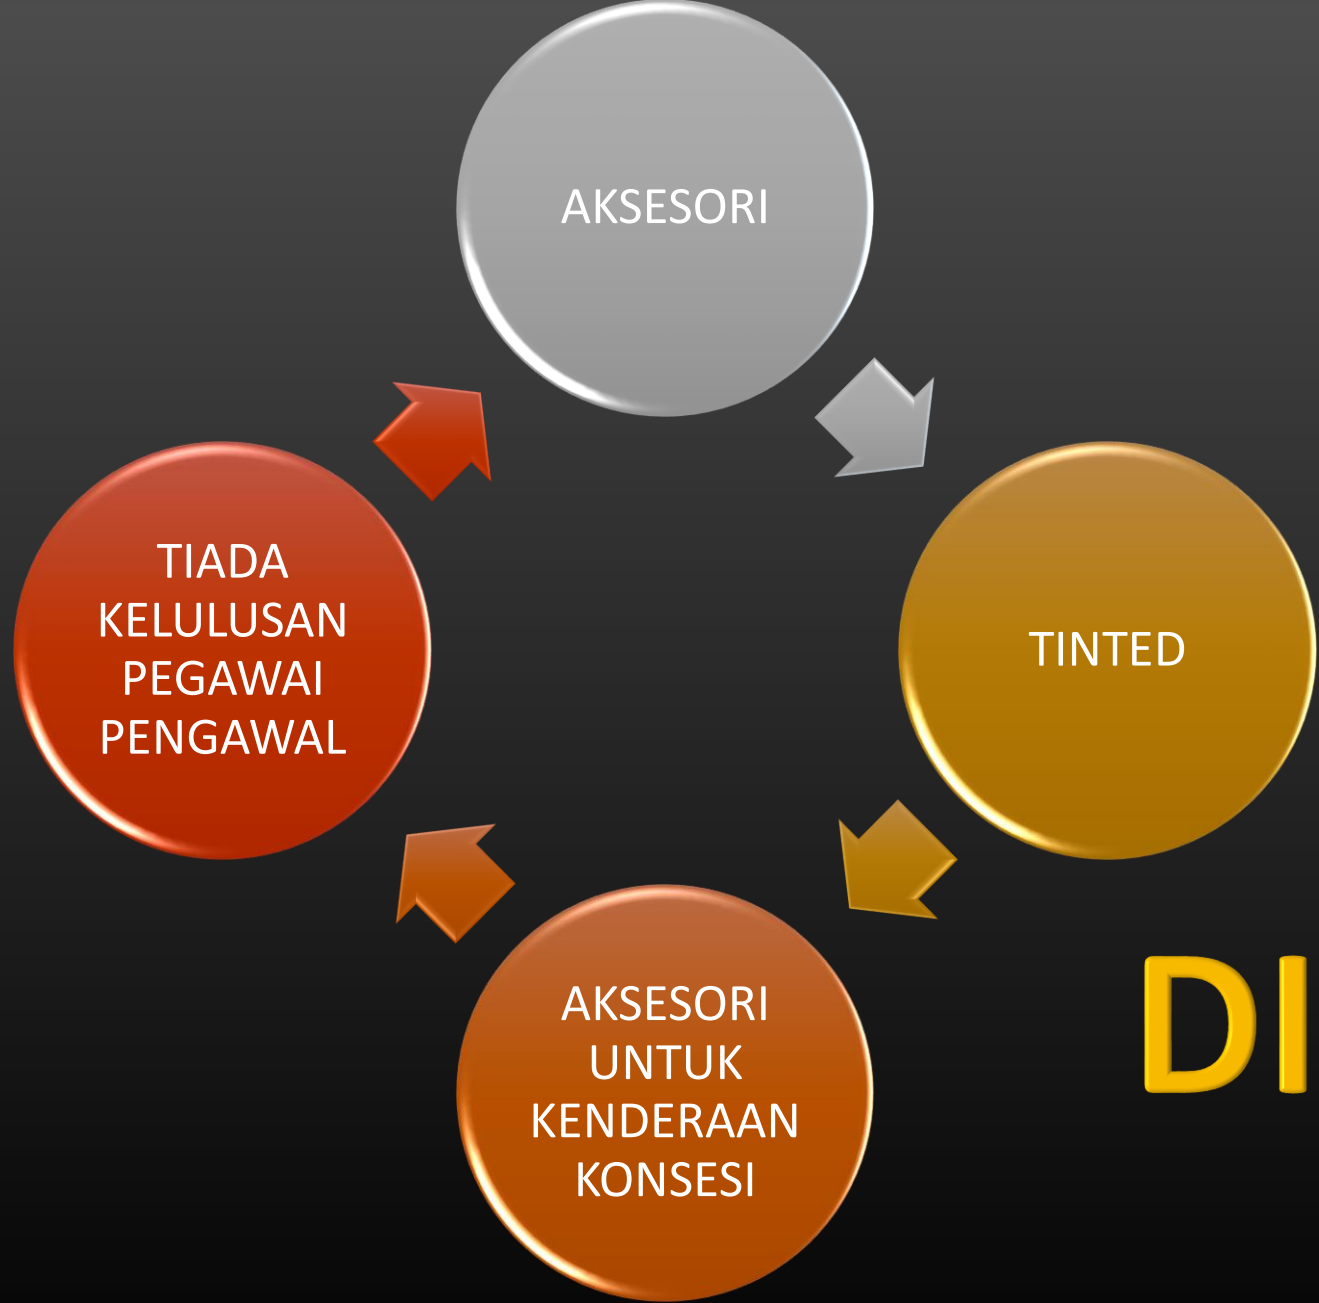 AKSESORI
TINTED
AKSESORI
UNTUK
KENDERAAN
KONSESI
TIADA
KELULUSAN
PEGAWAI
PENGAWAL
DI